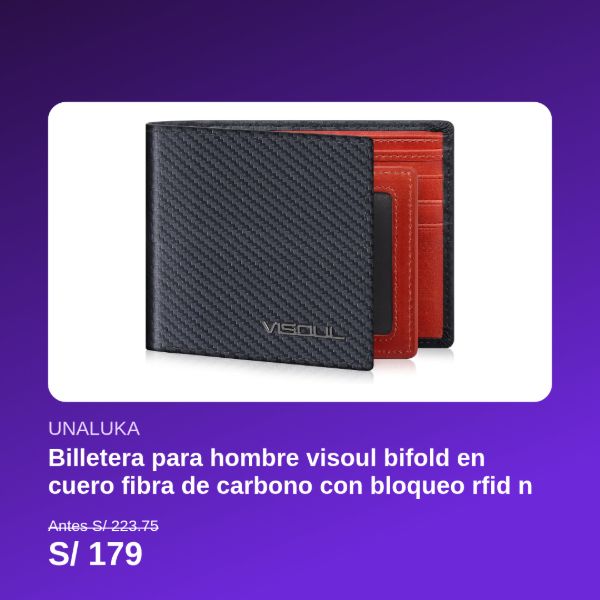 VISOUL
UNALUKA
Billetera para hombre visoul bifold en
cuero fibra de carbono con bloqueo rfid n
Antes S/ 223.75
S/ 179